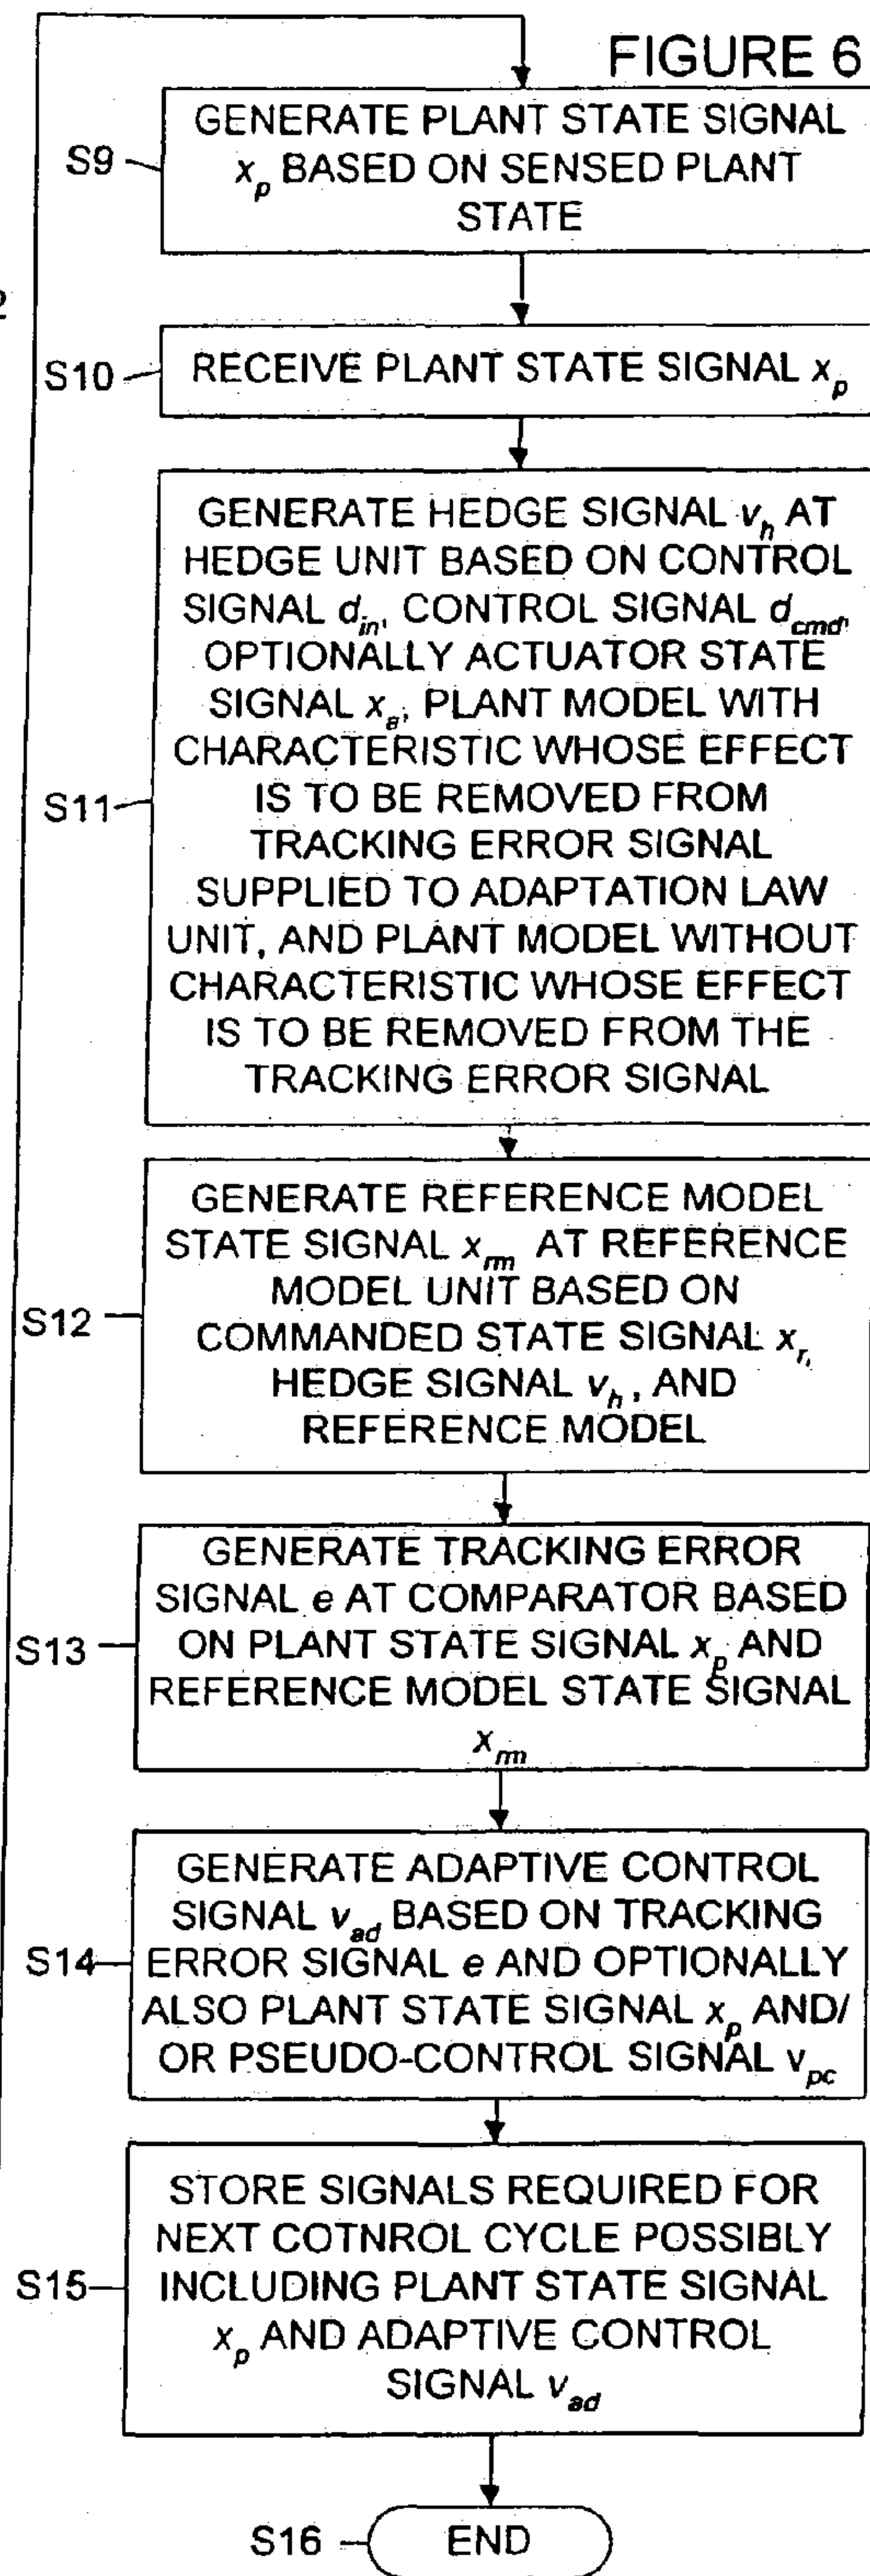 FIGURE 6
GENERATE PLANT STATE SIGNAL
S9
x_p BASED ON SENSED PLANT
STATE
2
S10
RECEIVE PLANT STATE SIGNAL x_p
GENERATE HEDGE SIGNAL v_h AT
HEDGE UNIT BASED ON CONTROL
SIGNAL d_in, CONTROL SIGNAL d_cmd,
OPTIONALLY ACTUATOR STATE
SIGNAL x_a, PLANT MODEL WITH
CHARACTERISTIC WHOSE EFFECT
S11
IS TO BE REMOVED FROM
TRACKING ERROR SIGNAL
SUPPLIED TO ADAPTATION LAW
UNIT, AND PLANT MODEL WITHOUT
CHARACTERISTIC WHOSE EFFECT
IS TO BE REMOVED FROM THE
TRACKING ERROR SIGNAL
GENERATE REFERENCE MODEL
STATE SIGNAL x_rm AT REFERENCE
MODEL UNIT BASED ON
S12
COMMANDED STATE SIGNAL x_r,
HEDGE SIGNAL v_h, AND
REFERENCE MODEL
GENERATE TRACKING ERROR
SIGNAL e AT COMPARATOR BASED
S13
ON PLANT STATE SIGNAL x_p AND
REFERENCE MODEL STATE SIGNAL
x_rm
GENERATE ADAPTIVE CONTROL
SIGNAL v_ad BASED ON TRACKING
S14
ERROR SIGNAL e AND OPTIONALLY
ALSO PLANT STATE SIGNAL x_p AND/
OR PSEUDO-CONTROL SIGNAL v_pc
STORE SIGNALS REQUIRED FOR
NEXT COTNROL CYCLE POSSIBLY
S15
INCLUDING PLANT STATE SIGNAL
x_p AND ADAPTIVE CONTROL
SIGNAL v_ad
S16
END